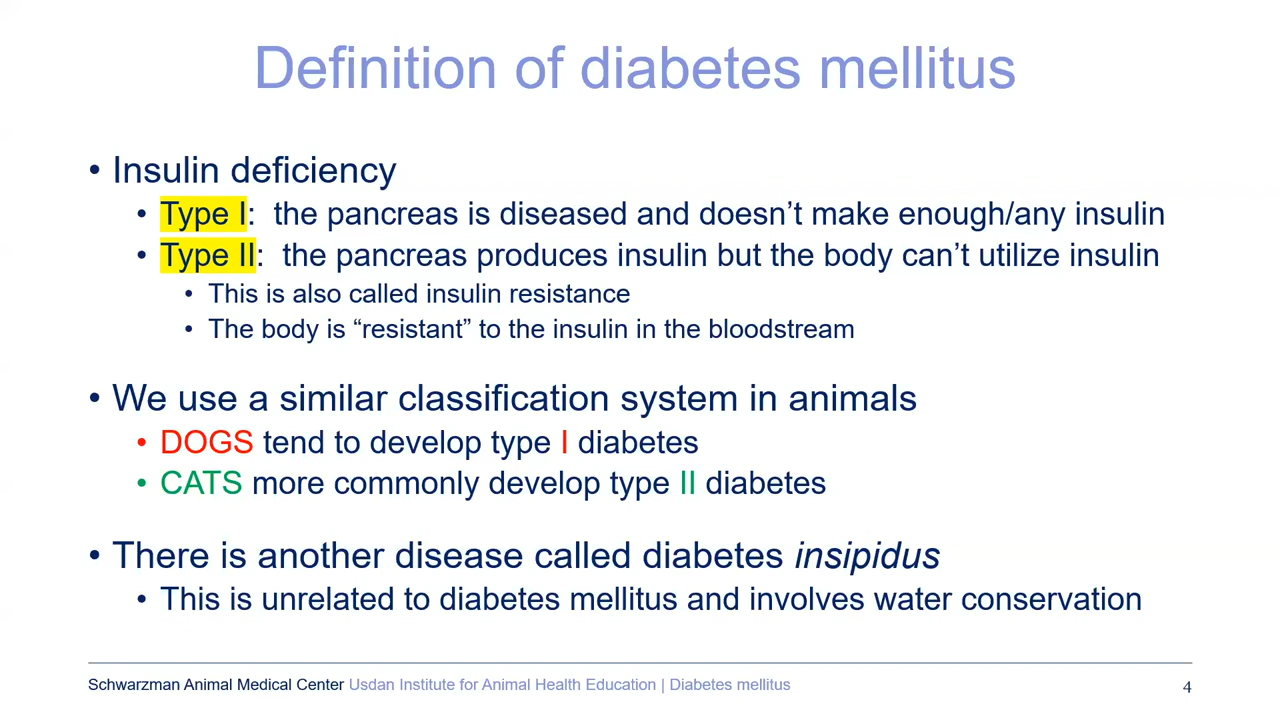 Definition of diabetes mellitus
• Insulin deficiency
• Type I: the pancreas is diseased and doesn’t make enough/any insulin
• Type II: the pancreas produces insulin but the body can’t utilize insulin
• This is also called insulin resistance
• The body is “resistant” to the insulin in the bloodstream
• We use a similar classification system in animals
• DOGS tend to develop type I diabetes
• CATS more commonly develop type II diabetes
• There is another disease called diabetes insipidus
• This is unrelated to diabetes mellitus and involves water conservation
Schwarzman Animal Medical Center Usdan Institute for Animal Health Education | Diabetes mellitus 4